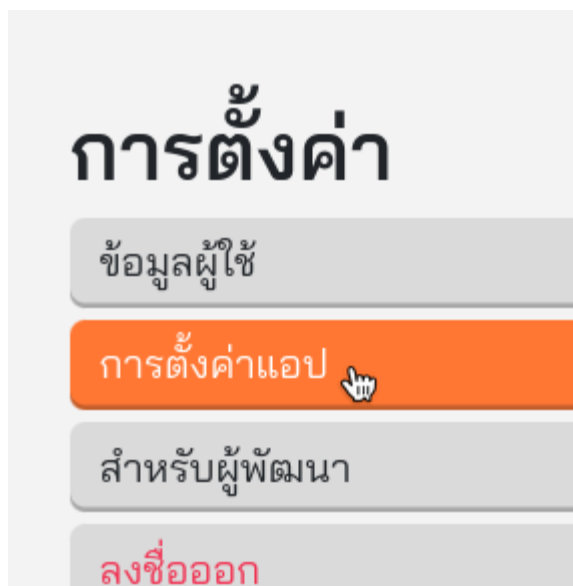 การตั้งค่า
ข้อมูลผู้ใช้
การตั้งค่าแอป
สำหรับผู้พัฒนา
ลงชื่อออก